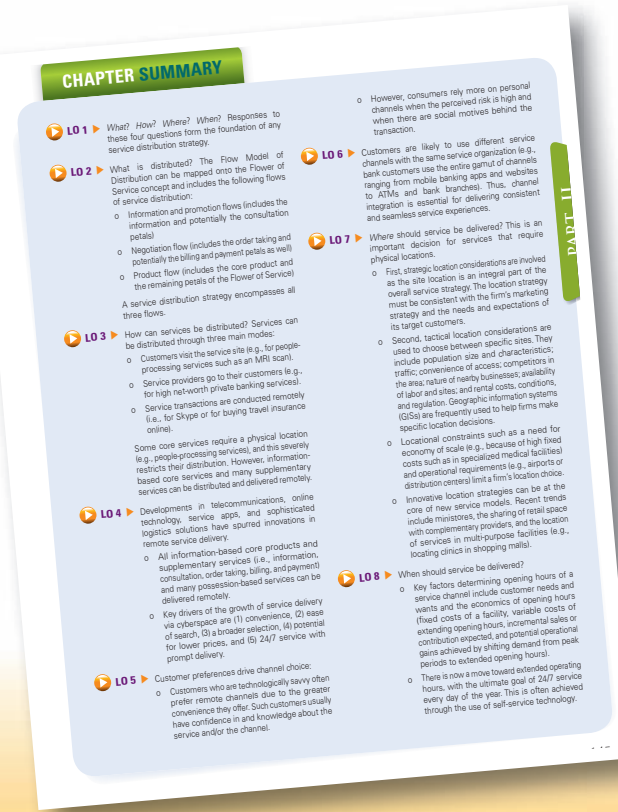 CHAPTER SUMMARY
LO 1 What? How? Where? When? Responses to
these four questions form the foundation of any
service distribution strategy.
LO 2 What is distributed? The Flow Model of
Distribution can be mapped onto the Flower of
Service concept and includes the following flows
of service distribution:
o Information and promotion flows (includes the
information and potentially the consultation
petals)
o Negotiation flow (includes the order taking and
potentially the billing and payment petals as well)
o Product flow (includes the core product and
the remaining petals of the Flower of Service)
A service distribution strategy encompasses all
three flows.
LO 3 How can services be distributed? Services can
be distributed through three main modes:
o Customers visit the service site (e.g., for people-
processing services such as an MRI scan).
o Service providers go to their customers (e.g.,
for high net-worth private banking services).
o Service transactions are conducted remotely
(i.e., for Skype or for buying travel insurance
online).
Some core services require a physical location
(e.g., people-processing services), and this severely
restricts their distribution. However, information-
based core services and many supplementary
services can be distributed and delivered remotely.
LO 4 Developments in telecommunications, online
technology, service apps, and sophisticated
logistics solutions have spurred innovations in
remote service delivery.
o All information-based core products and
supplementary services (i.e., information,
consultation, order taking, billing, and payment)
and many possession-based services can be
delivered remotely.
o Key drivers of the growth of service delivery
via cyberspace are (1) convenience, (2) ease
of search, (3) a broader selection, (4) potential
for lower prices, and (5) 24/7 service with
prompt delivery.
LO 5 Customer preferences drive channel choice:
o Customers who are technologically savvy often
prefer remote channels due to the greater
convenience they offer. Such customers usually
have confidence in and knowledge about the
service and/or the channel.
o However, consumers rely more on personal
channels when the perceived risk is high and
when there are social motives behind the
transaction.
LO 6 Customers are likely to use different service
channels with the same service organization (e.g.,
bank customers use the entire gamut of channels
ranging from mobile banking apps and websites
to ATMs and bank branches). Thus, channel
integration is essential for delivering consistent
and seamless service experiences.
LO 7 Where should service be delivered? This is an
important decision for services that require
physical locations.
o First, strategic location considerations are involved
as the site location is an integral part of the
overall service strategy. The location strategy
must be consistent with the firm's marketing
strategy and the needs and expectations of
its target customers.
o Second, tactical location considerations are
used to choose between specific sites. They
include population size and characteristics;
traffic; convenience of access; competitors in
the area; nature of nearby businesses; availability
of labor and sites; and rental costs, conditions,
and regulation. Geographic information systems
(GISs) are frequently used to help firms make
specific location decisions.
o Locational constraints such as a need for
economy of scale (e.g., because of high fixed
costs such as in specialized medical facilities)
and operational requirements (e.g., airports or
distribution centers) limit a firm's location choice.
o Innovative location strategies can be at the
core of new service models. Recent trends
include ministores, the sharing of retail space
with complementary providers, and the location
of services in multi-purpose facilities (e.g.,
locating clinics in shopping malls).
LO 8 When should service be delivered?
o Key factors determining opening hours of a
service channel include customer needs and
wants and the economics of opening hours
(fixed costs of a facility, variable costs of
extending opening hours, incremental sales or
contribution expected, and potential operational
gains achieved by shifting demand from peak
periods to extended opening hours).
o There is now a move toward extended operating
hours, with the ultimate goal of 24/7 service
every day of the year. This is often achieved
through the use of self-service technology.
PART II